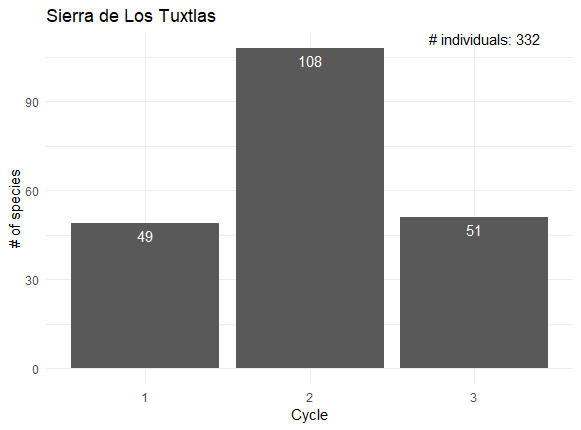 Sierra de Los Tuxtlas
# individuals: 332
108
90
# of species
60
49
51
30
0
1
2
3
Cycle